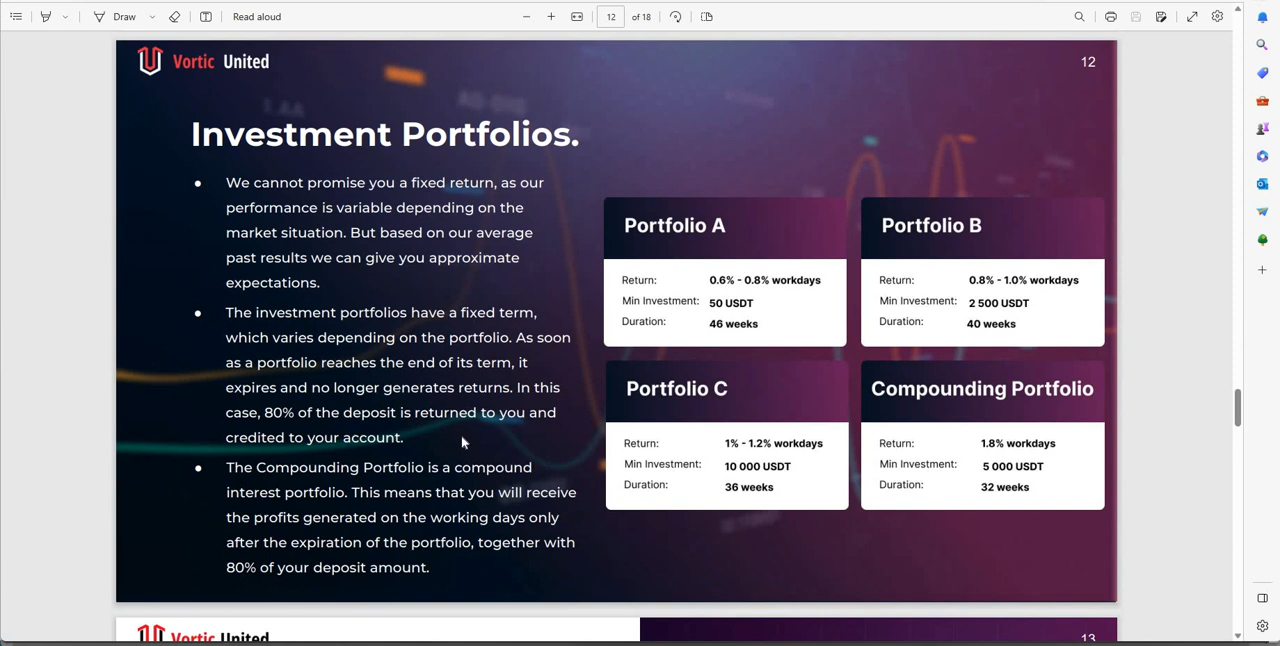 Draw
Read aloud
12
of 18
Vortic United
12
Investment Portfolios.
● We cannot promise you a fixed return, as our
performance is variable depending on the
market situation. But based on our average
past results we can give you approximate
expectations.
● The investment portfolios have a fixed term,
which varies depending on the portfolio. As soon
as a portfolio reaches the end of its term, it
expires and no longer generates returns. In this
case, 80% of the deposit is returned to you and
credited to your account.
● The Compounding Portfolio is a compound
interest portfolio. This means that you will receive
the profits generated on the working days only
after the expiration of the portfolio, together with
80% of your deposit amount.
Portfolio A
Return: 0.6% - 0.8% workdays
Min Investment: 50 USDT
Duration: 46 weeks
Portfolio B
Return: 0.8% - 1.0% workdays
Min Investment: 2 500 USDT
Duration: 40 weeks
Portfolio C
Return: 1% - 1.2% workdays
Min Investment: 10 000 USDT
Duration: 36 weeks
Compounding Portfolio
Return: 1.8% workdays
Min Investment: 5 000 USDT
Duration: 32 weeks
Vortic United
13